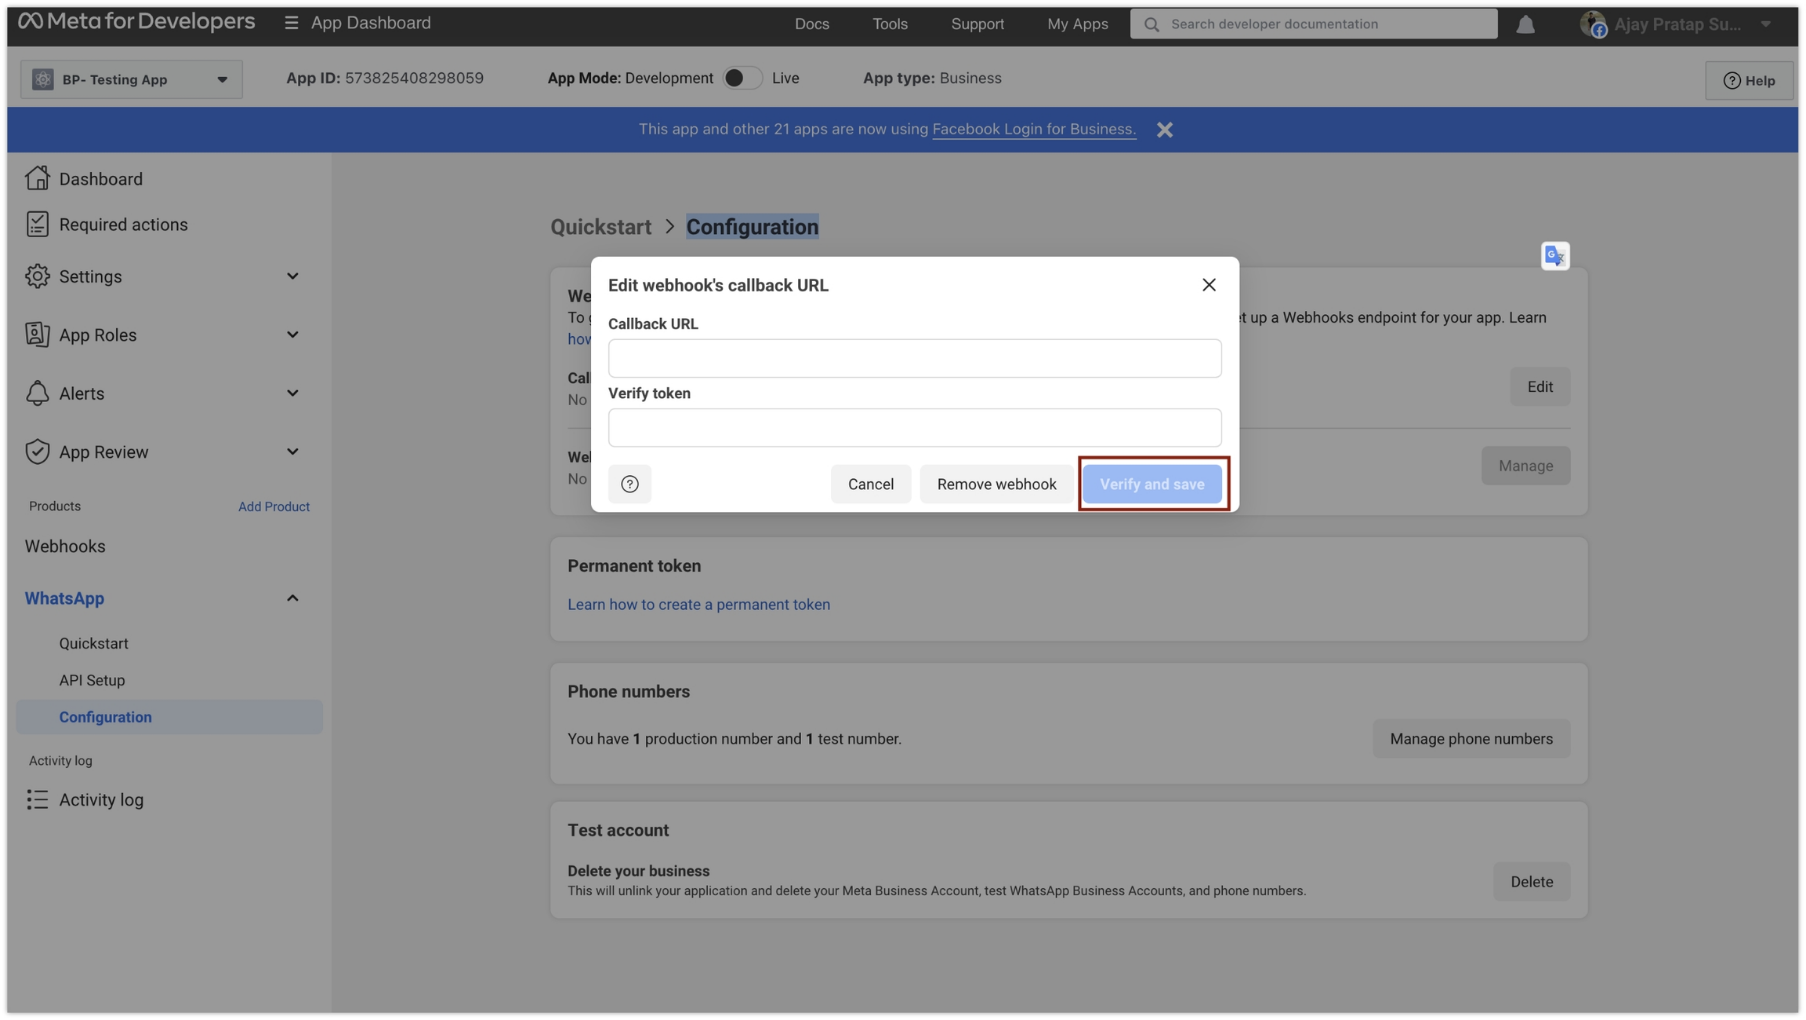 Meta for Developers
App Dashboard
Docs
Tools
Support
My Apps
Search developer documentation
Ajay Pratap Su...
BP- Testing App
App ID: 573825408298059
App Mode: Development
Live
App type: Business
Help
This app and other 21 apps are now using Facebook Login for Business.
Dashboard
Required actions
Settings
App Roles
Alerts
App Review
Products
Add Product
Webhooks
WhatsApp
Quickstart
API Setup
Configuration
Activity log
Activity log
Quickstart > Configuration
Edit webhook's callback URL
Callback URL
Verify token
Cancel
Remove webhook
Verify and save
We
To
et up a Webhooks endpoint for your app. Learn
how
Cal
No
Edit
Wel
No
Manage
Permanent token
Learn how to create a permanent token
Phone numbers
You have 1 production number and 1 test number.
Manage phone numbers
Test account
Delete your business
This will unlink your application and delete your Meta Business Account, test WhatsApp Business Accounts, and phone numbers.
Delete